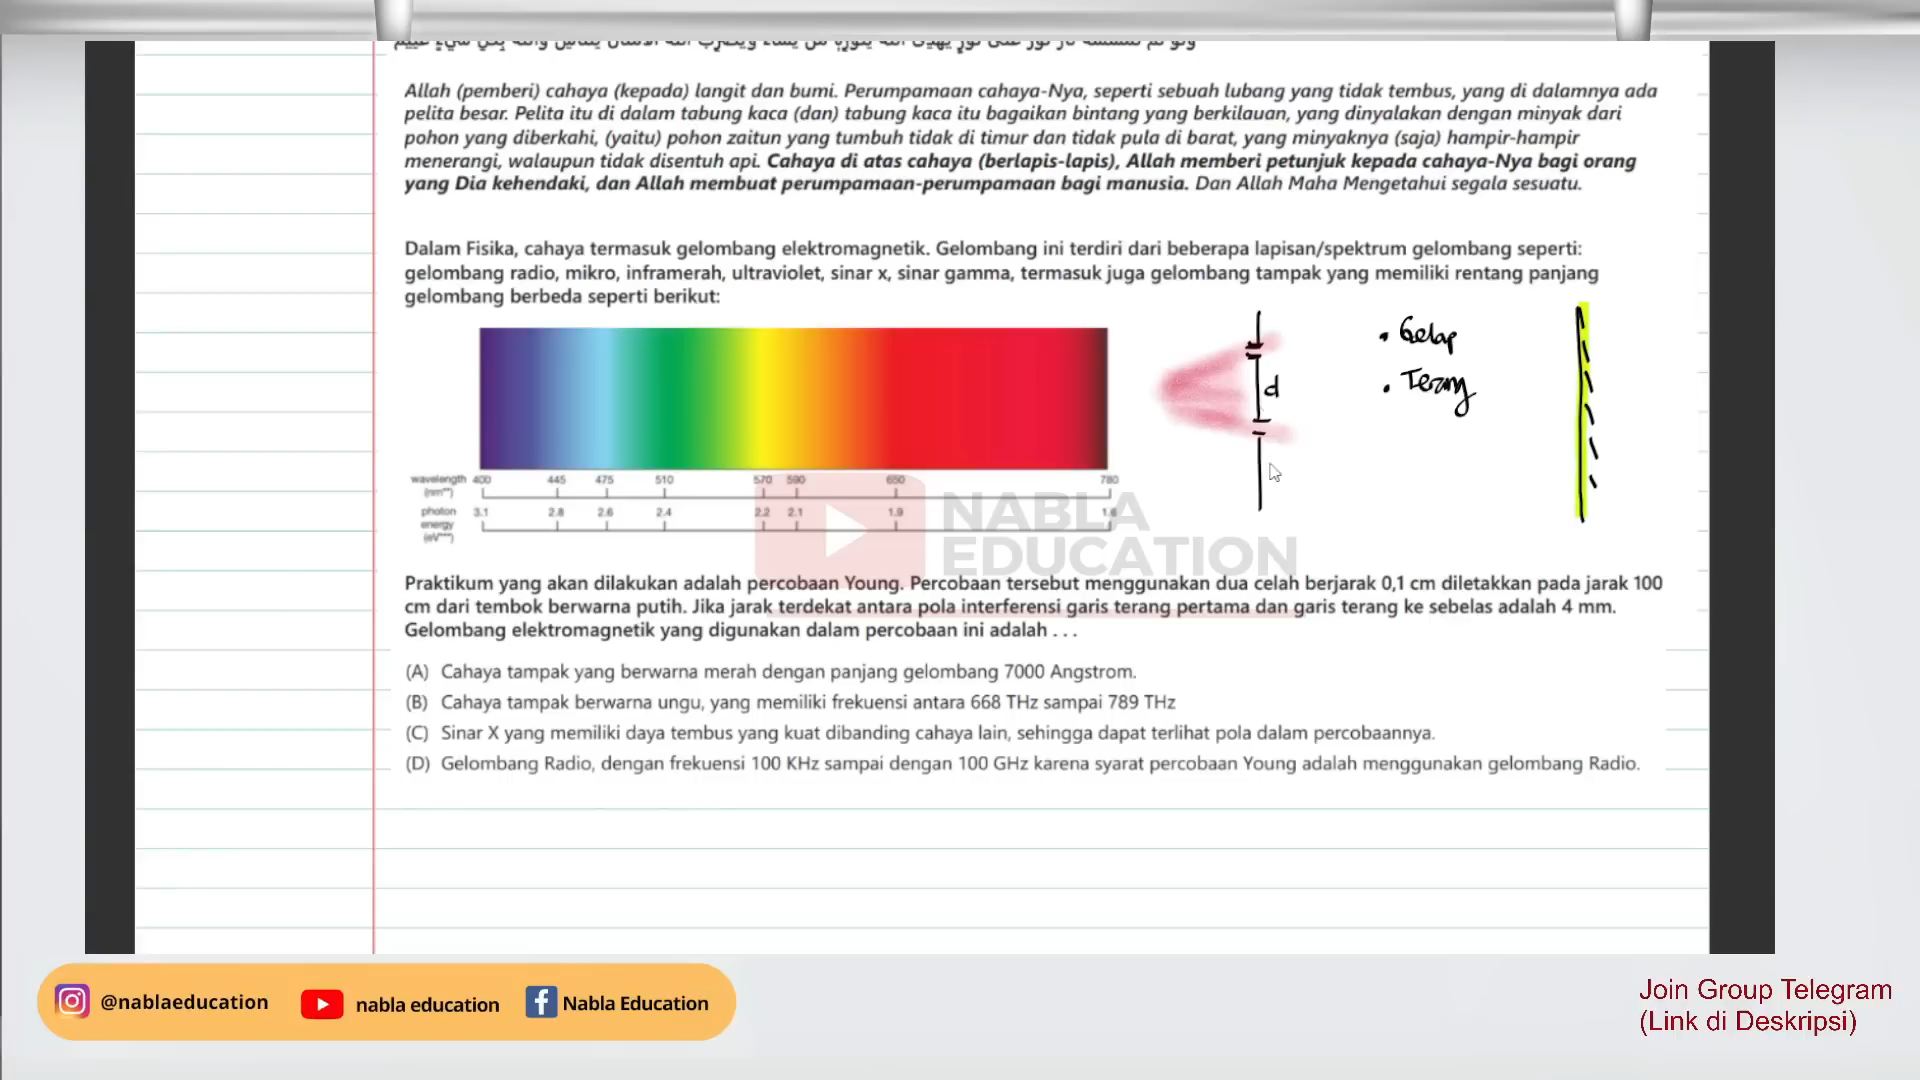 Allah (pemberi) cahaya (kepada) langit dan bumi. Perumpamaan cahaya-Nya, seperti sebuah lubang yang tidak tembus, yang di dalamnya ada
pelita besar. Pelita itu di dalam tabung kaca (dan) tabung kaca itu bagaikan bintang yang berkilauan, yang dinyalakan dengan minyak dari
pohon yang diberkahi, (yaitu) pohon zaitun yang tumbuh tidak di timur dan tidak pula di barat, yang minyaknya (saja) hampir-hampir
menerangi, walaupun tidak disentuh api. Cahaya di atas cahaya (berlapis-lapis), Allah memberi petunjuk kepada cahaya-Nya bagi orang
yang Dia kehendaki, dan Allah membuat perumpamaan-perumpamaan bagi manusia. Dan Allah Maha Mengetahui segala sesuatu.
Dalam Fisika, cahaya termasuk gelombang elektromagnetik. Gelombang ini terdiri dari beberapa lapisan/spektrum gelombang seperti:
gelombang radio, mikro, inframerah, ultraviolet, sinar x, sinar gamma, termasuk juga gelombang tampak yang memiliki rentang panjang
gelombang berbeda seperti berikut:
• Gelap
• Terang
d
wavelength 400 445 475 510 570 590 650 780
(nm**)
photon 3.1 2.8 2.6 2.4 2.2 2.1 1.9 1.6
energy
(eV***)
NABLA
EDUCATION
Praktikum yang akan dilakukan adalah percobaan Young. Percobaan tersebut menggunakan dua celah berjarak 0,1 cm diletakkan pada jarak 100
cm dari tembok berwarna putih. Jika jarak terdekat antara pola interferensi garis terang pertama dan garis terang ke sebelas adalah 4 mm.
Gelombang elektromagnetik yang digunakan dalam percobaan ini adalah . . .
(A) Cahaya tampak yang berwarna merah dengan panjang gelombang 7000 Angstrom.
(B) Cahaya tampak berwarna ungu, yang memiliki frekuensi antara 668 THz sampai 789 THz
(C) Sinar X yang memiliki daya tembus yang kuat dibanding cahaya lain, sehingga dapat terlihat pola dalam percobaannya.
(D) Gelombang Radio, dengan frekuensi 100 KHz sampai dengan 100 GHz karena syarat percobaan Young adalah menggunakan gelombang Radio.
@nablaeducation nabla education Nabla Education
Join Group Telegram
(Link di Deskripsi)